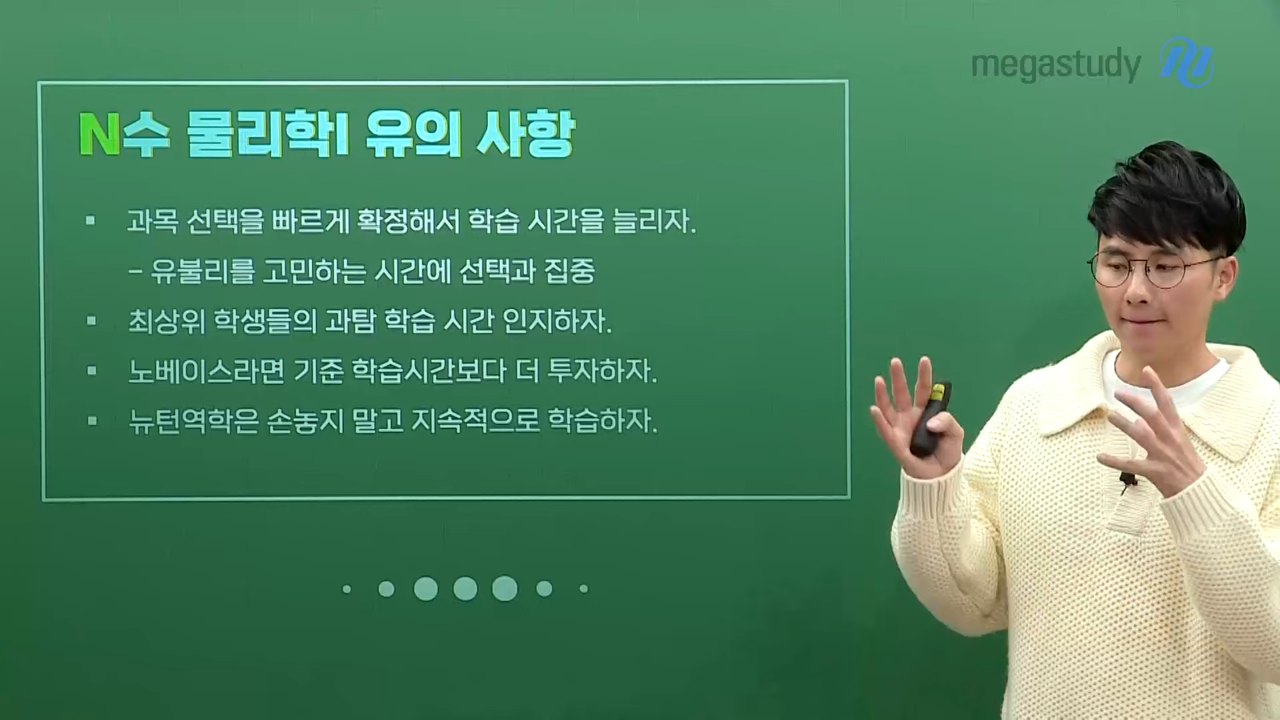 megastudy
N수 물리학I 유의 사항
▪ 과목 선택을 빠르게 확정해서 학습 시간을 늘리자.
– 유불리를 고민하는 시간에 선택과 집중
▪ 최상위 학생들의 과탐 학습 시간 인지하자.
▪ 노베이스라면 기준 학습시간보다 더 투자하자.
▪ 뉴턴역학은 손놓지 말고 지속적으로 학습하자.